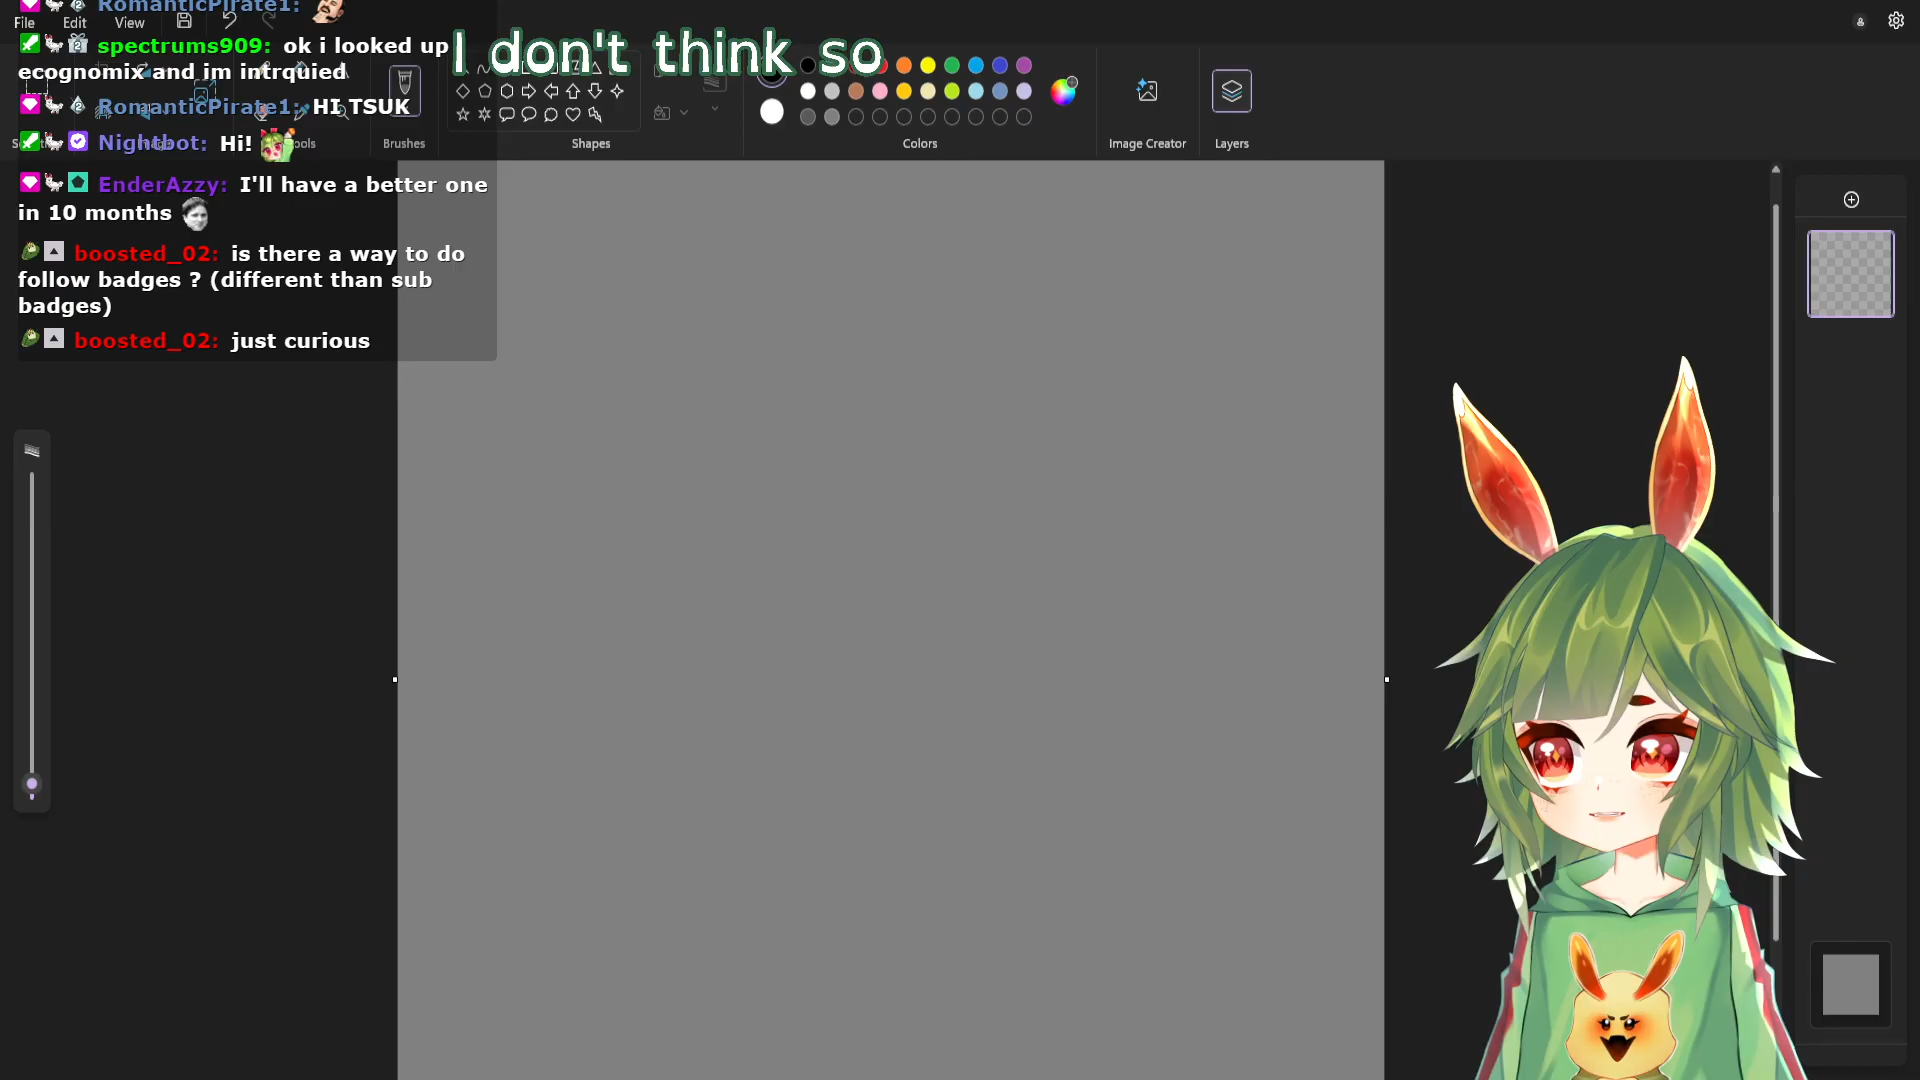 RomanticPirate1:
File Edit View
I don't think so
spectrums909: ok i looked up
ecognomix and im intrquied
RomanticPirate1: HI TSUK
Nightbot: Hi!
Brushes
Shapes
Colors
Image Creator
Layers
EnderAzzy: I'll have a better one
in 10 months
boosted_02: is there a way to do
follow badges ? (different than sub
badges)
boosted_02: just curious